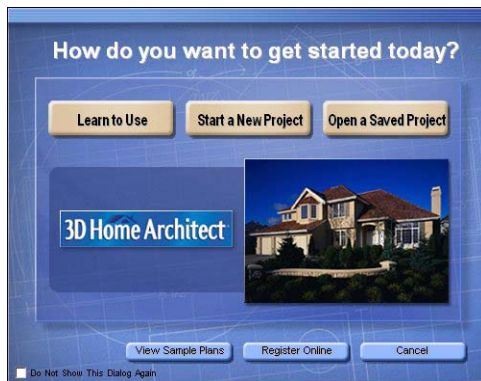 How do you want to get started today?
Learn to Use
Start a New Project
Open a Saved Project
3D Home Architect
View Sample Plans
Register Online
Cancel
Do Not Show This Dialog Again